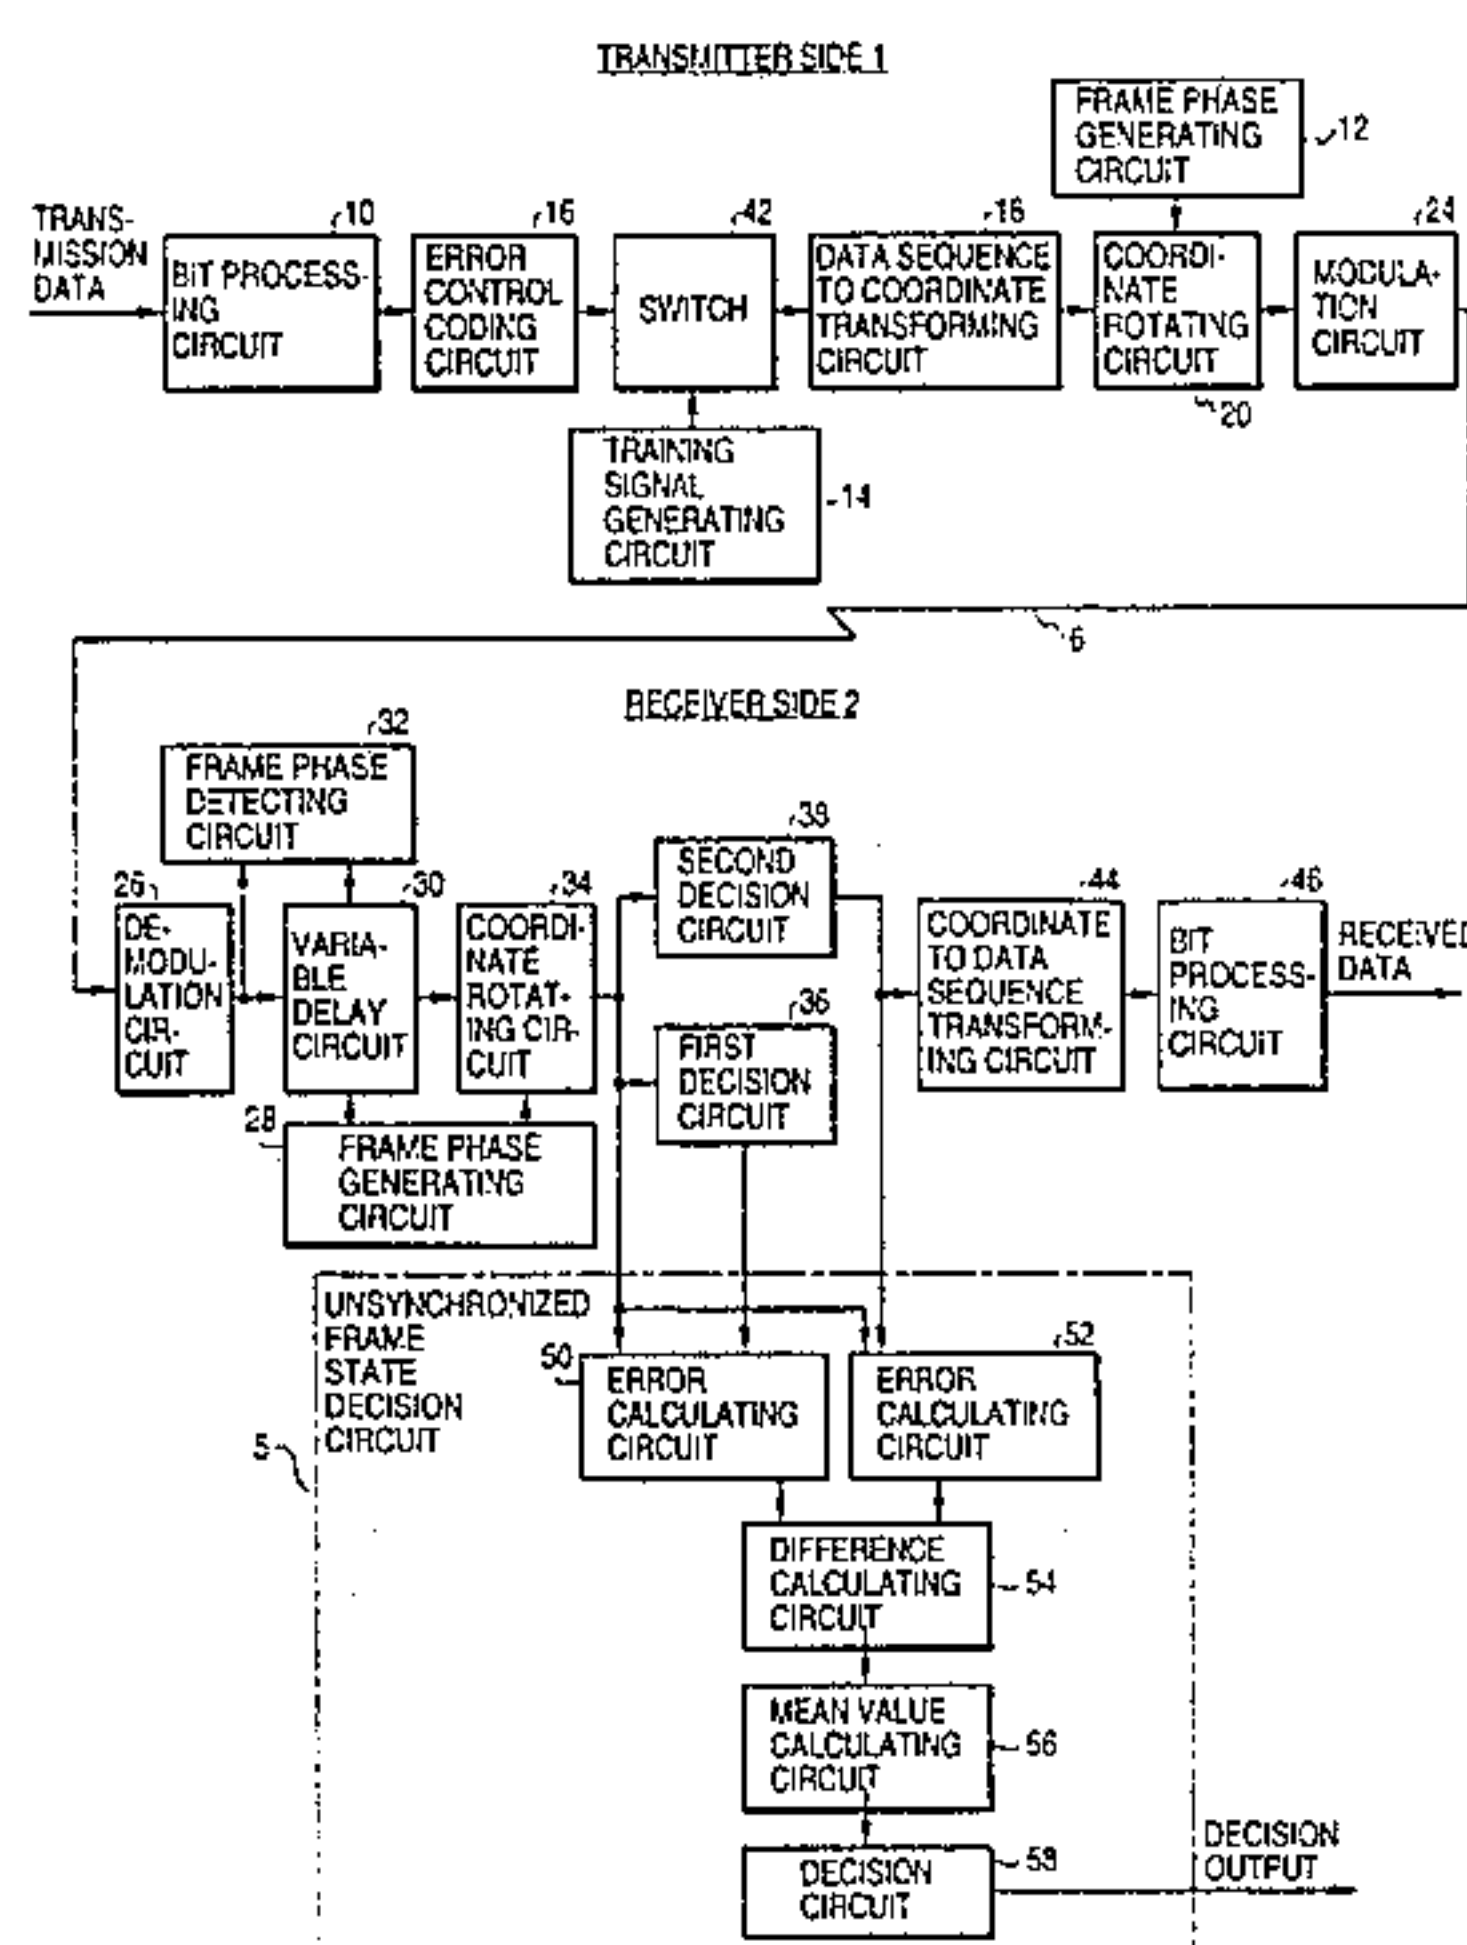 TRANSMITTER SIDE 1
FRAME PHASE
GENERATING
CIRCUIT
12
TRANS-
MISSION
DATA
10
BIT PROCESS-
ING
CIRCUIT
16
ERROR
CONTROL
CODING
CIRCUIT
42
SWITCH
18
DATA SEQUENCE
TO COORDINATE
TRANSFORMING
CIRCUIT
COORDI-
NATE
ROTATING
CIRCUIT
20
24
MODULA-
TION
CIRCUIT
TRAINING
SIGNAL
GENERATING
CIRCUIT
14
6
RECEIVER SIDE 2
32
FRAME PHASE
DETECTING
CIRCUIT
26
DE-
MODU-
LATION
CIR-
CUIT
30
VARIA-
BLE
DELAY
CIRCUIT
34
COORDI-
NATE
ROTAT-
ING CIR-
CUIT
38
SECOND
DECISION
CIRCUIT
36
FIRST
DECISION
CIRCUIT
44
COORDINATE
TO DATA
SEQUENCE
TRANSFORM-
ING CIRCUIT
46
BIT
PROCESS-
ING
CIRCUIT
RECEIVED
DATA
28
FRAME PHASE
GENERATING
CIRCUIT
UNSYNCHRONIZED
FRAME
STATE
DECISION
CIRCUIT
5
50
ERROR
CALCULATING
CIRCUIT
52
ERROR
CALCULATING
CIRCUIT
DIFFERENCE
CALCULATING
CIRCUIT
54
MEAN VALUE
CALCULATING
CIRCUIT
56
DECISION
CIRCUIT
58
DECISION
OUTPUT